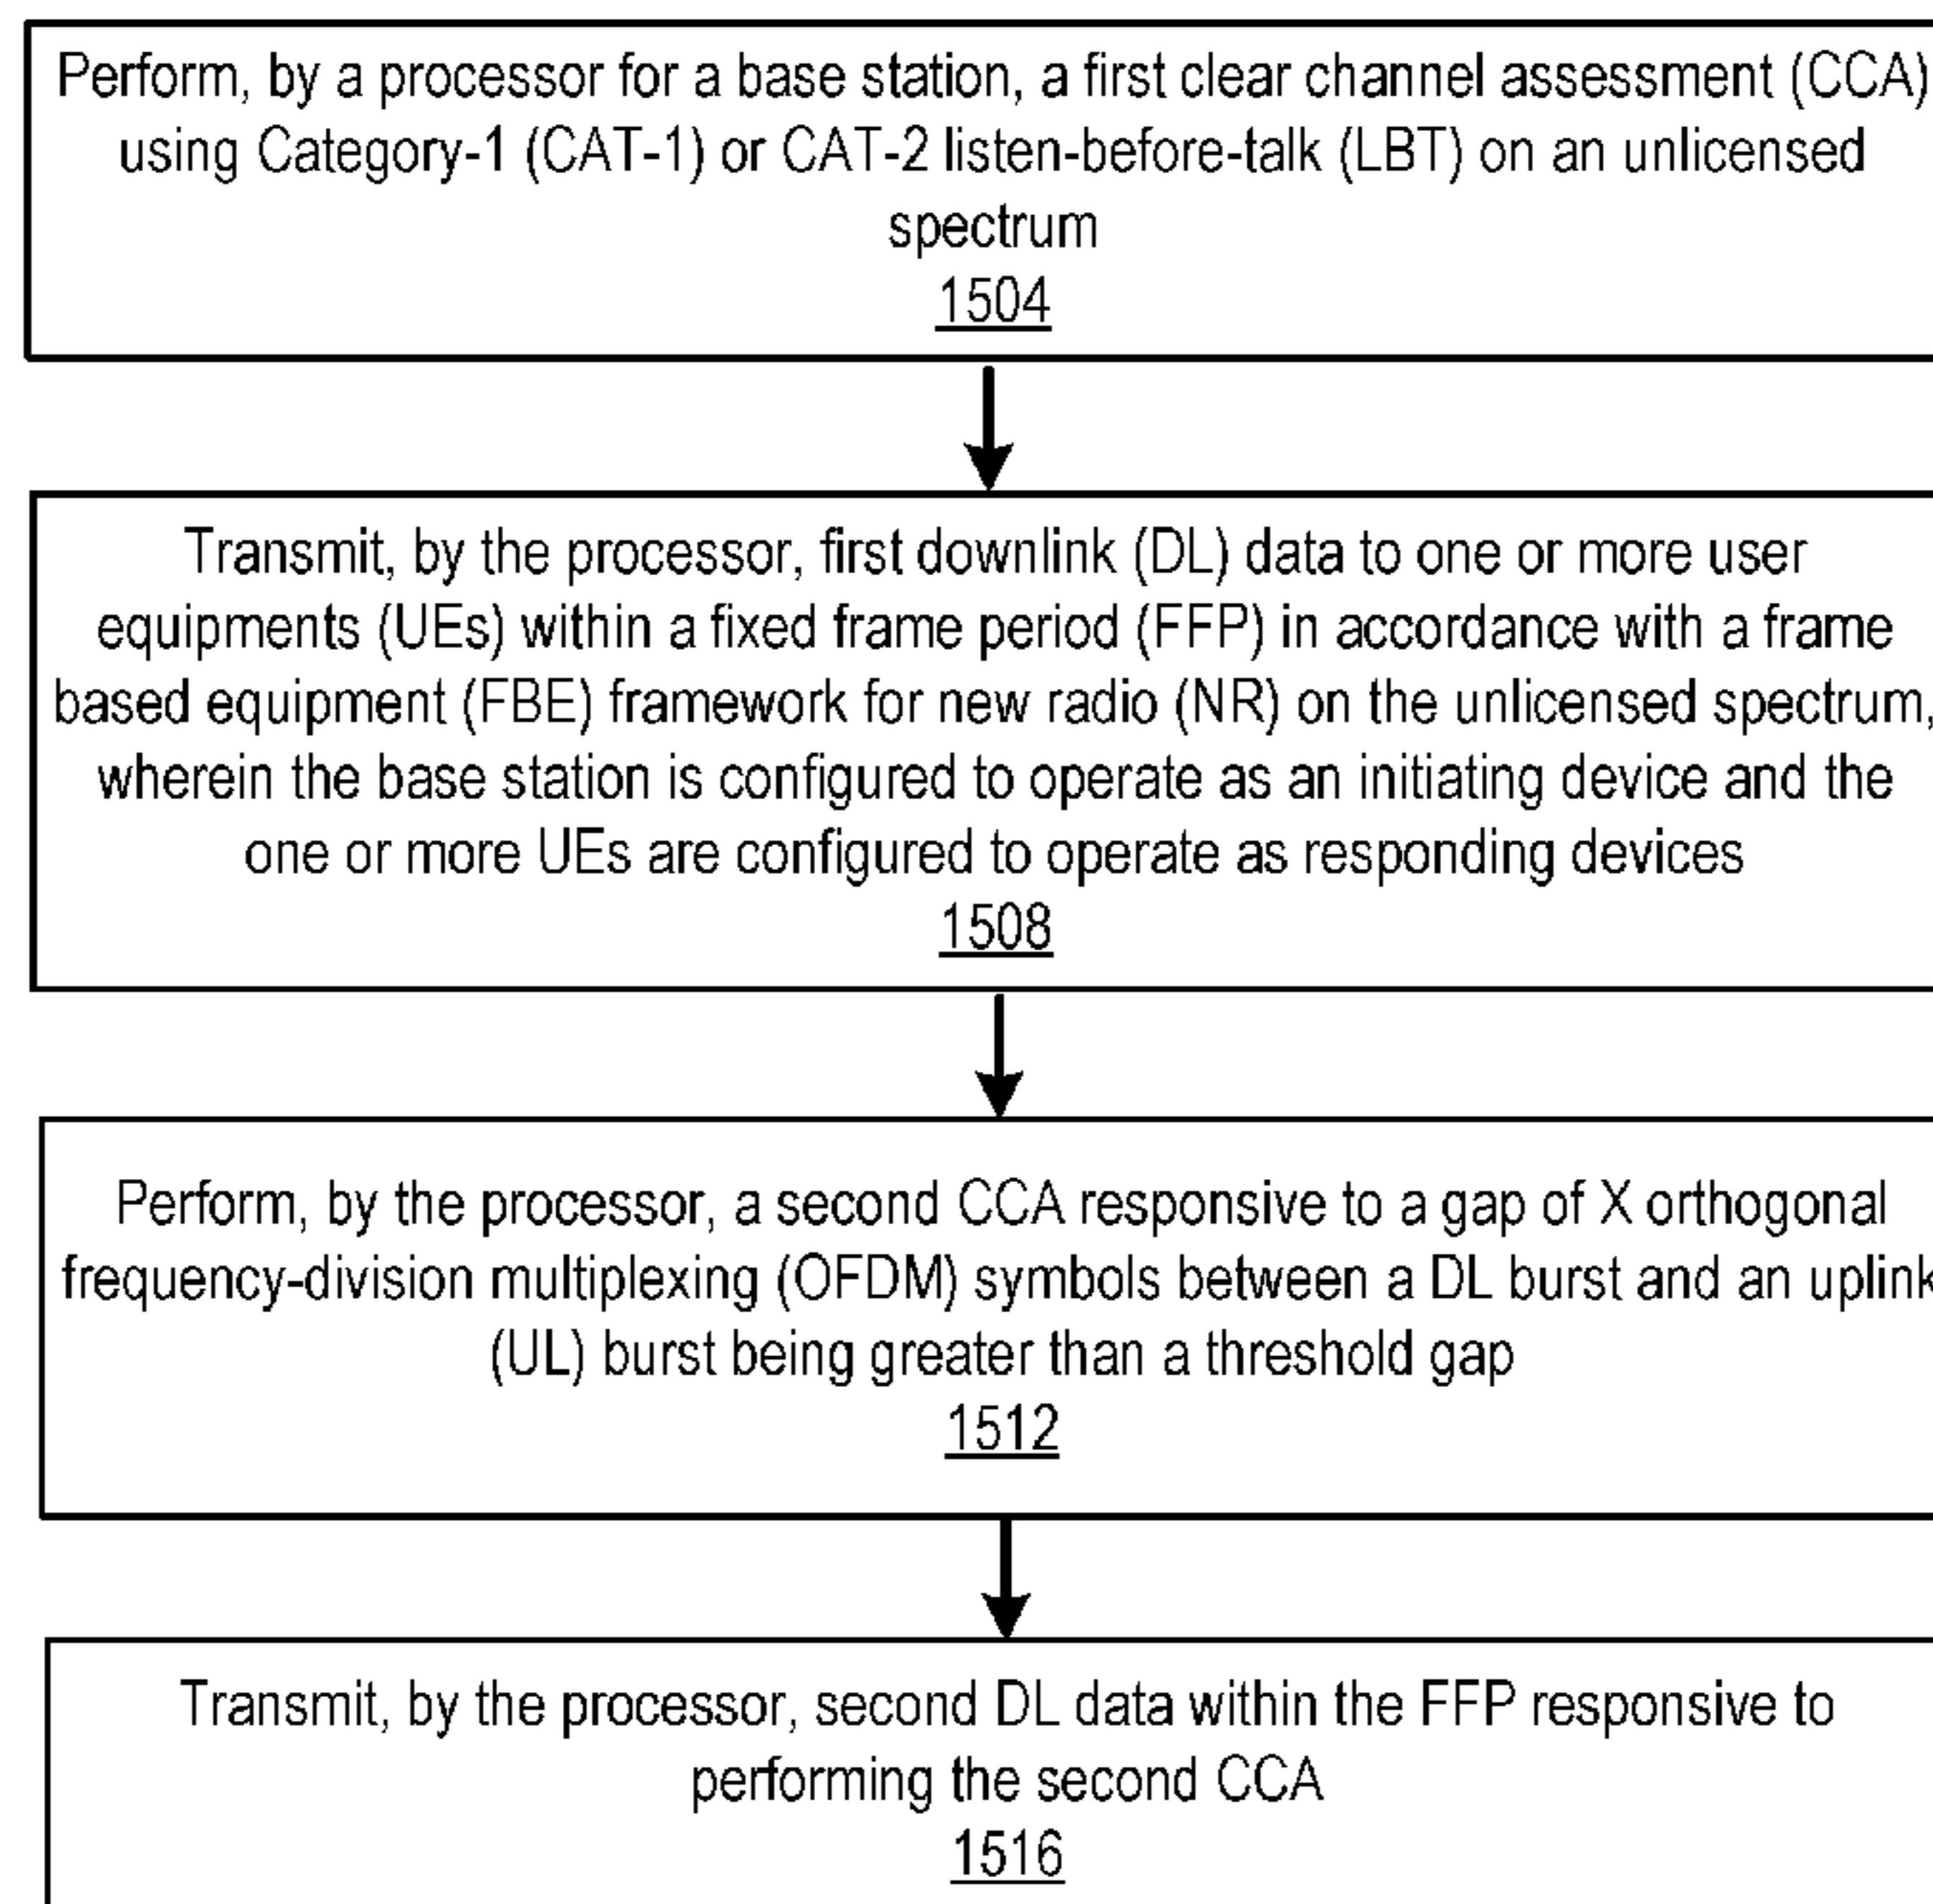 Perform, by a processor for a base station, a first clear channel assessment (CCA)
using Category-1 (CAT-1) or CAT-2 listen-before-talk (LBT) on an unlicensed
spectrum
1504
Transmit, by the processor, first downlink (DL) data to one or more user
equipments (UEs) within a fixed frame period (FFP) in accordance with a frame
based equipment (FBE) framework for new radio (NR) on the unlicensed spectrum,
wherein the base station is configured to operate as an initiating device and the
one or more UEs are configured to operate as responding devices
1508
Perform, by the processor, a second CCA responsive to a gap of X orthogonal
frequency-division multiplexing (OFDM) symbols between a DL burst and an uplink
(UL) burst being greater than a threshold gap
1512
Transmit, by the processor, second DL data within the FFP responsive to
performing the second CCA
1516